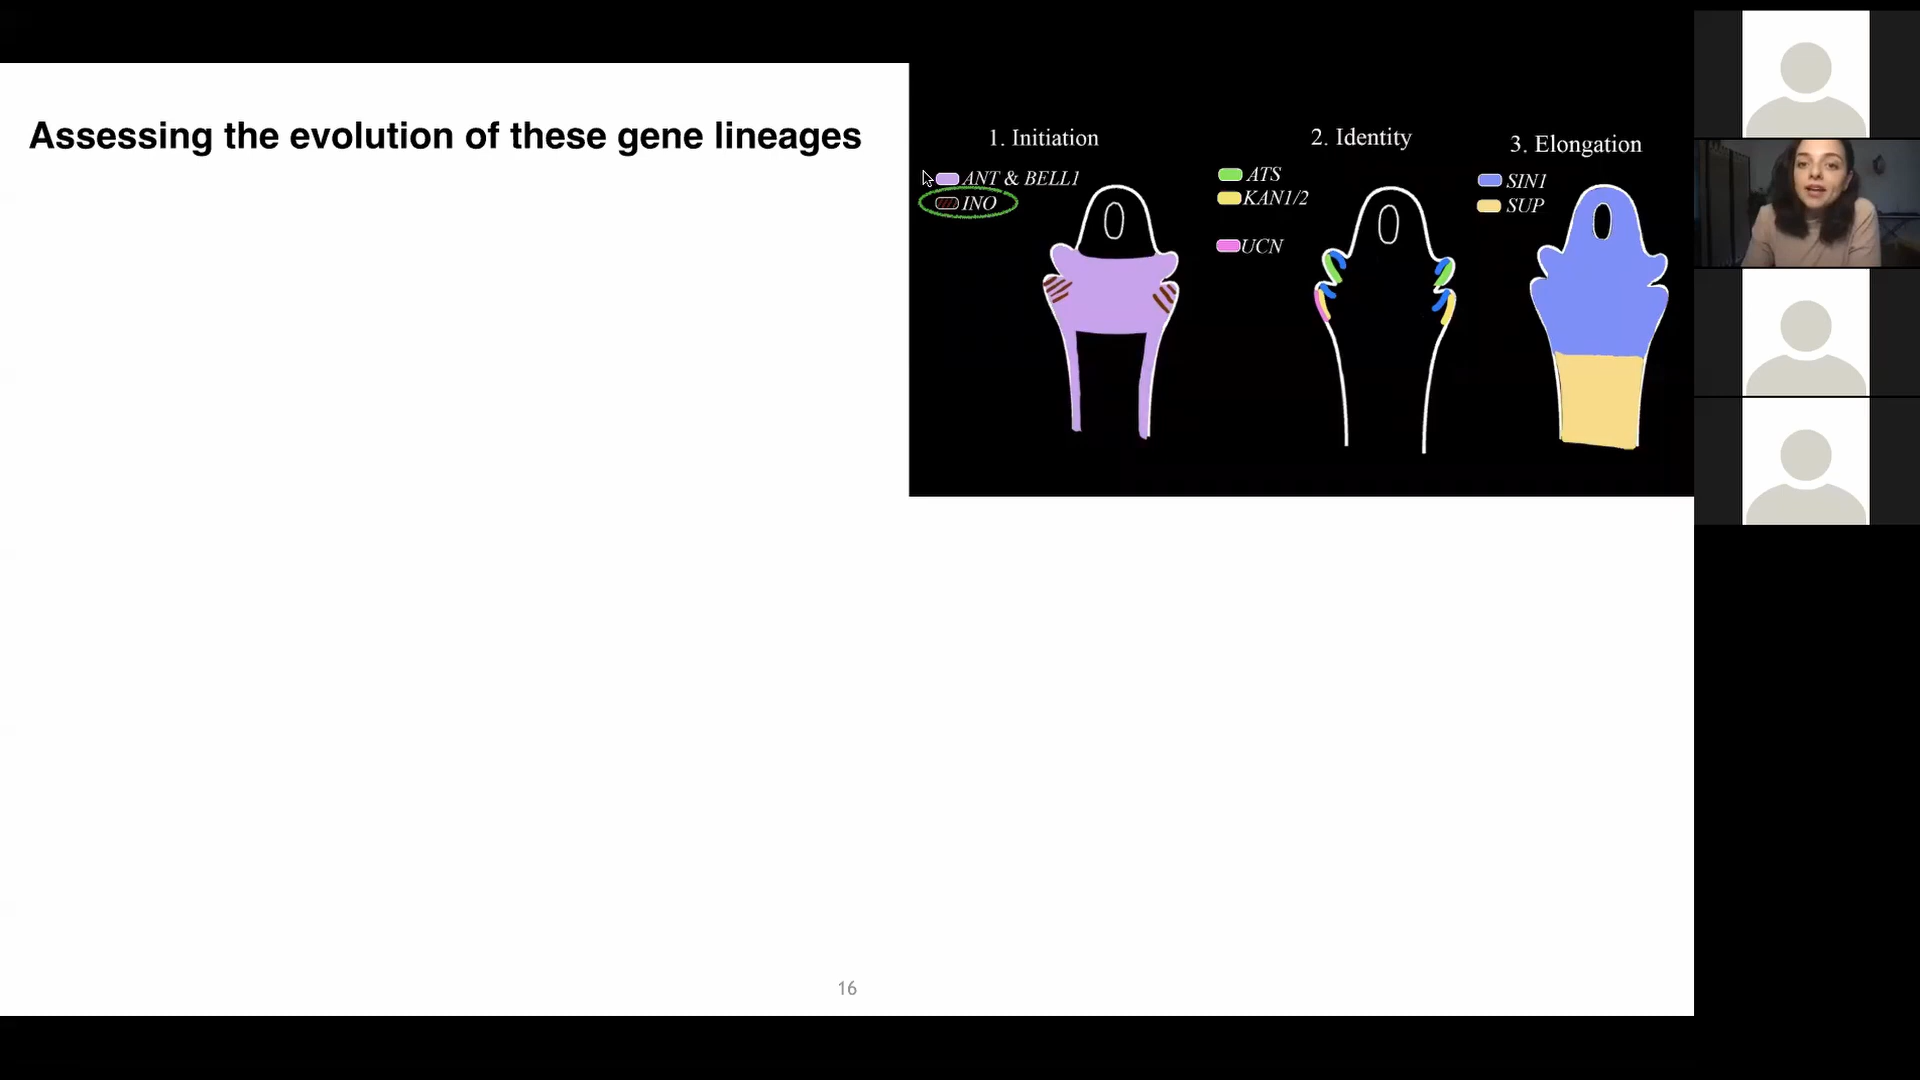 Assessing the evolution of these gene lineages
1. Initiation
ANT & BELL1
INO
2. Identity
ATS
KAN1/2
UCN
3. Elongation
SIN1
SUP
16